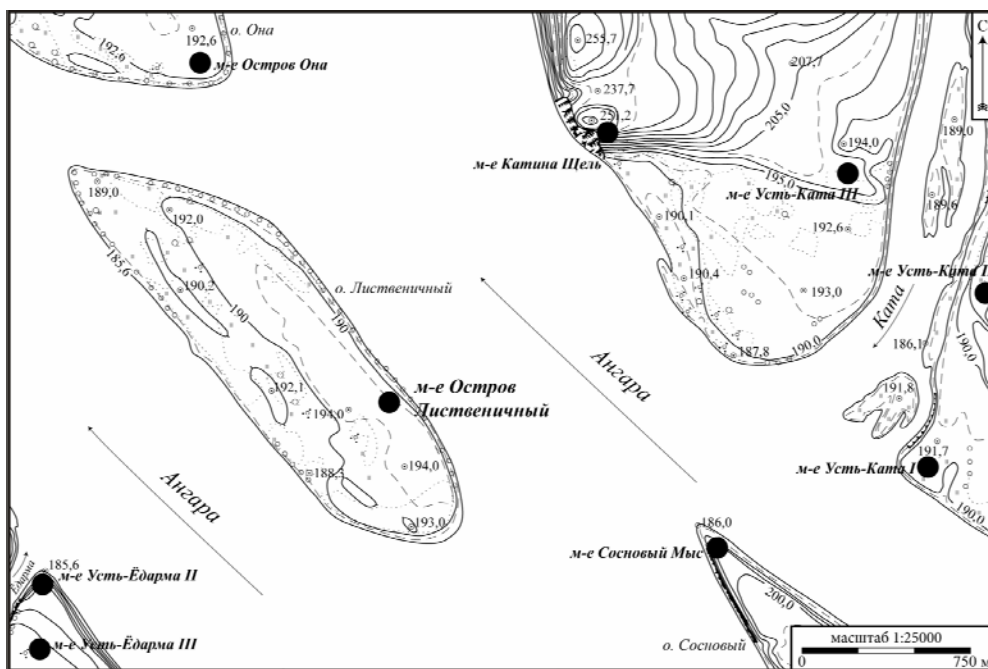 192,6
о. Она
192,6
м-е Остров Она
255,7
207,7
237,7
205,0
251,2
194,0
м-е Катина Щель
195,0
м-е Усть-Ката III
С
189,0
189,6
190,1
192,6
190,4
193,0
187,8
190,0
189,0
192,0
185,6
190,2
о. Лиственичный
190
190
м-е Остров
Лиственичный
192,1
194,0
194,0
188,3
193,0
Ангара
Ангара
м-е Усть-Ката II
Ката
186,1
190,0
191,8
191,7
м-е Усть-Ката I
190,0
186,0
м-е Сосновый Мыс
200,0
о. Сосновый
185,6
Ёдарма
м-е Усть-Ёдарма II
м-е Усть-Ёдарма III
масштаб 1:25000
0
750 м